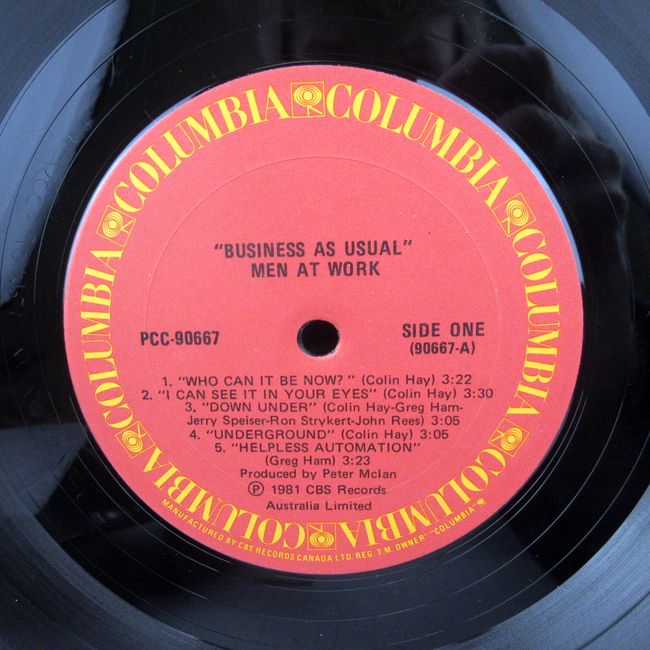 COLUMBIA COLUMBIA COLUMBIA COLUMBIA COLUMBIA COLUMBIA
"BUSINESS AS USUAL"
MEN AT WORK
PCC-90667
SIDE ONE
(90667-A)
1. "WHO CAN IT BE NOW?" (Colin Hay) 3:22
2. "I CAN SEE IT IN YOUR EYES" (Colin Hay) 3:30
3. "DOWN UNDER" (Colin Hay-Greg Ham-
Jerry Speiser-Ron Strykert-John Rees) 3:05
4. "UNDERGROUND" (Colin Hay) 3:05
5. "HELPLESS AUTOMATION"
(Greg Ham) 3:23
Produced by Peter McIan
Ⓟ 1981 CBS Records
Australia Limited
MANUFACTURED BY CBS RECORDS CANADA LTD. REG. T.M. OWNER "COLUMBIA"